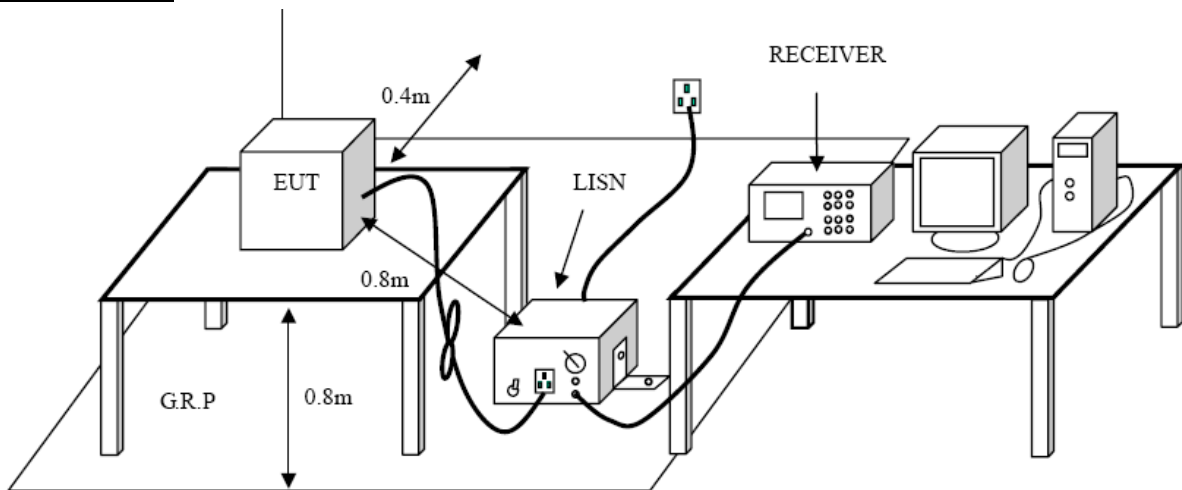 RECEIVER
0.4m
EUT
LISN
0.8m
G.R.P
0.8m